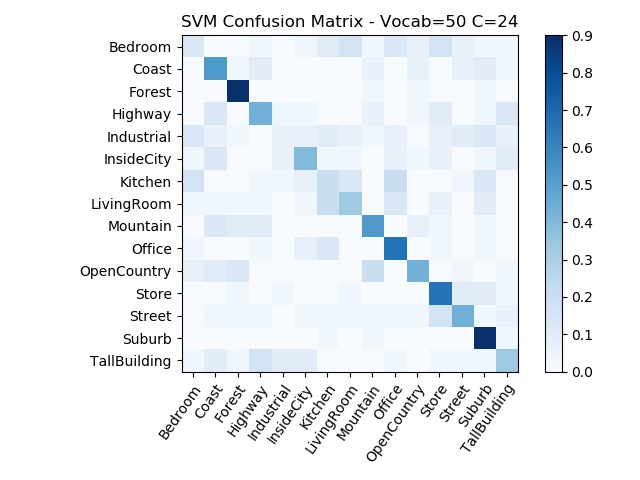 SVM Confusion Matrix - Vocab=50 C=24
Bedroom
Coast
Forest
Highway
Industrial
InsideCity
Kitchen
LivingRoom
Mountain
Office
OpenCountry
Store
Street
Suburb
TallBuilding
Bedroom
Coast
Forest
Highway
Industrial
InsideCity
Kitchen
LivingRoom
Mountain
Office
OpenCountry
Store
Street
Suburb
TallBuilding
0.9
0.8
0.7
0.6
0.5
0.4
0.3
0.2
0.1
0.0